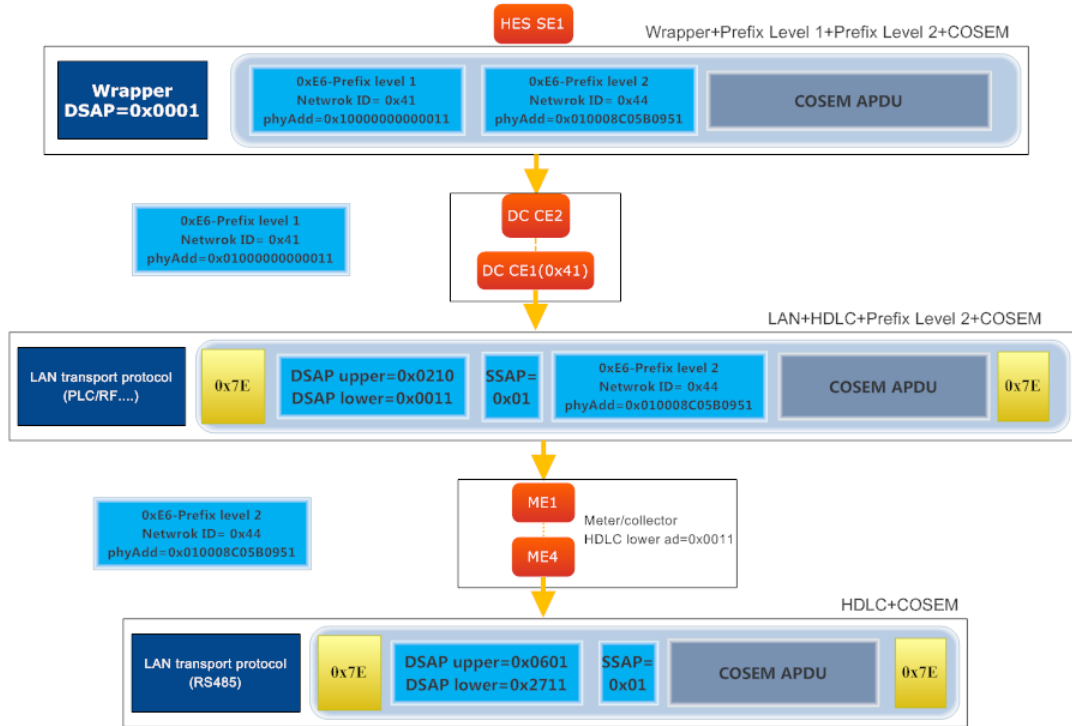 HES SE1
Wrapper+Prefix Level 1+Prefix Level 2+COSEM
Wrapper
DSAP=0x0001
0xE6-Prefix level 1
Netwrok ID= 0x41
phyAdd=0x10000000000011
0xE6-Prefix level 2
Netwrok ID= 0x44
phyAdd=0x010008C05B0951
COSEM APDU
0xE6-Prefix level 1
Netwrok ID= 0x41
phyAdd=0x01000000000011
DC CE2
DC CE1(0x41)
LAN+HDLC+Prefix Level 2+COSEM
LAN transport protocol
(PLC/RF....)
0x7E
DSAP upper=0x0210
DSAP lower=0x0011
SSAP=
0x01
0xE6-Prefix level 2
Netwrok ID= 0x44
phyAdd=0x010008C05B0951
COSEM APDU
0x7E
0xE6-Prefix level 2
Netwrok ID= 0x44
phyAdd=0x010008C05B0951
ME1
ME4
Meter/collector
HDLC lower ad=0x0011
HDLC+COSEM
LAN transport protocol
(RS485)
0x7E
DSAP upper=0x0601
DSAP lower=0x2711
SSAP=
0x01
COSEM APDU
0x7E